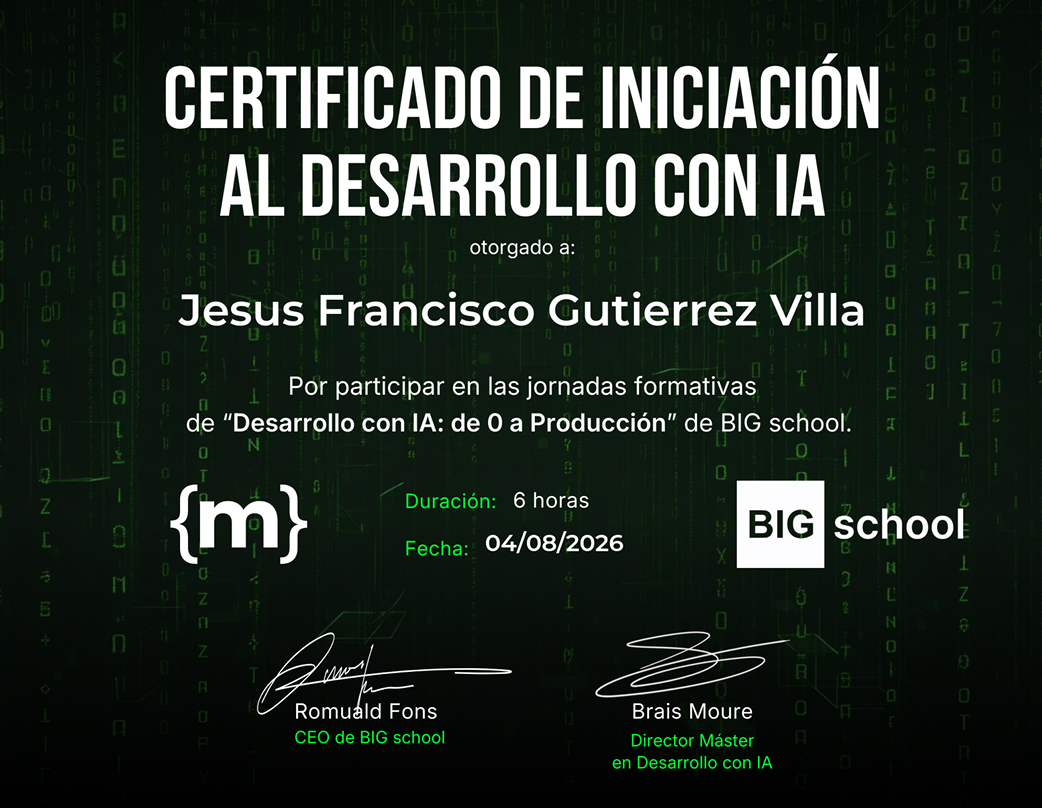 CERTIFICADO DE INICIACIÓN
AL DESARROLLO CON IA
otorgado a:
Jesus Francisco Gutierrez Villa
Por participar en las jornadas formativas
de “Desarrollo con IA: de 0 a Producción” de BIG school.
{m}
Duración: 6 horas
Fecha: 04/08/2026
BIG school
Romuald Fons
CEO de BIG school
Brais Moure
Director Máster
en Desarrollo con IA